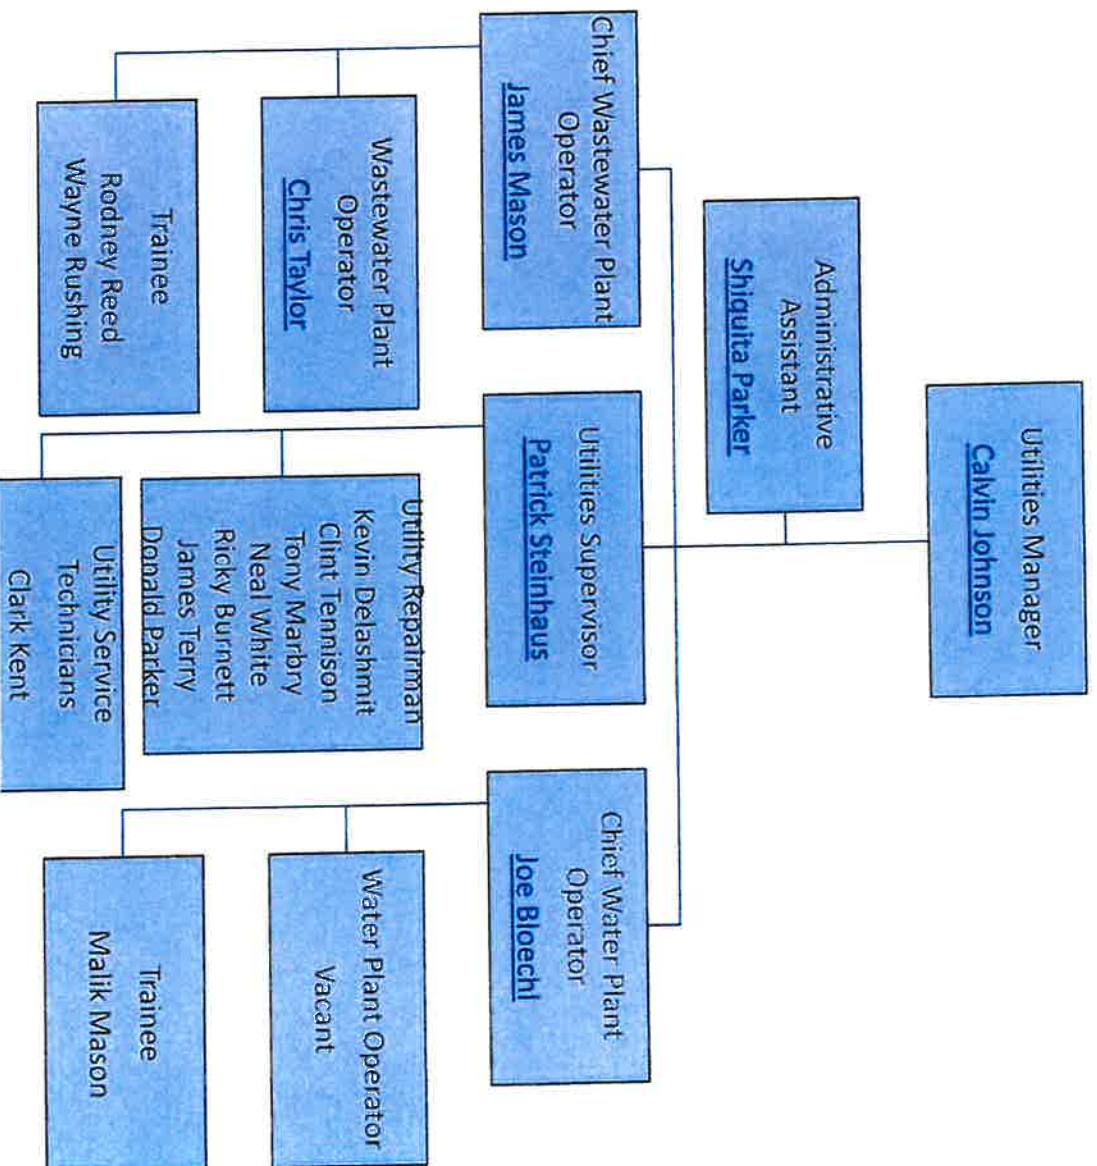 Utilities Manager
Calvin Johnson
Administrative
Assistant
Shiquita Parker
Chief Wastewater Plant
Operator
James Mason
Wastewater Plant
Operator
Chris Taylor
Trainee
Rodney Reed
Wayne Rushing
Utilities Supervisor
Patrick Steinhaus
Utility Repairman
Kevin Delashmit
Clint Tennison
Tony Marbry
Neal White
Ricky Burnett
James Terry
Donald Parker
Utility Service
Technicians
Clark Kent
Chief Water Plant
Operator
Joe Bloechl
Water Plant Operator
Vacant
Trainee
Malik Mason